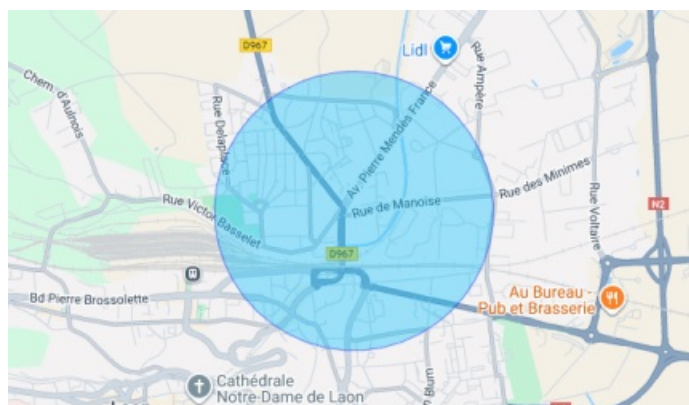 D967
Lidl
Chem. d'Aulnois
Rue Delaplace
Av. Pierre Mendès France
Rue Ampère
Rue des Minimes
Rue de Manoise
Rue Victor Basselet
Rue Voltaire
N2
D967
Bd Pierre Brossolette
Au Bureau -
Pub et Brasserie
Cathédrale
Notre-Dame de Laon